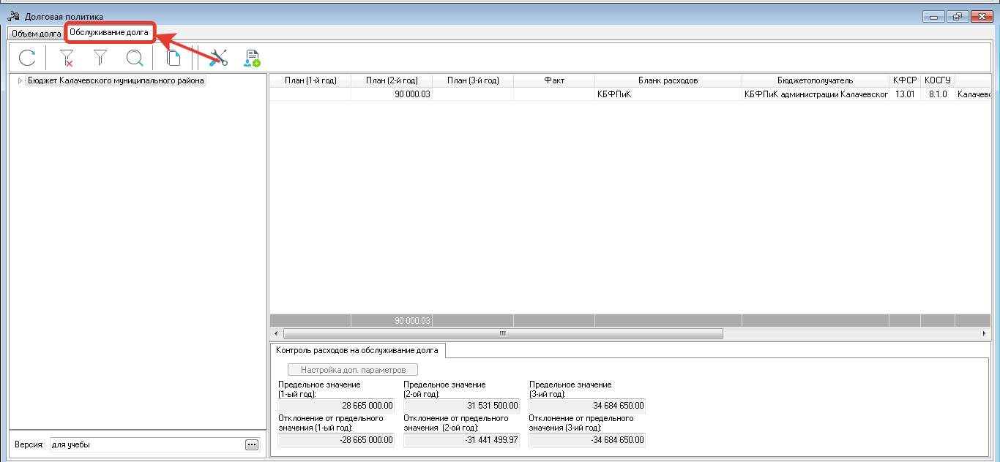 Долговая политика
Объем долга
Обслуживание долга
Бюджет Калачевского муниципального района
План (1-й год) План (2-й год) План (3-й год) Факт Бланк расходов Бюджетополучатель КФСР КОСГУ
90 000.03 КБФПиК КБФПиК администрации Калачевског 13.01 8.1.0 Калачевс
90 000.03
Контроль расходов на обслуживание долга
Настройка доп. параметров
Предельное значение (1-ый год):
28 665 000.00
Предельное значение (2-ой год):
31 531 500.00
Предельное значение (3-ий год):
34 684 650.00
Отклонение от предельного значения (1-ый год):
-28 665 000.00
Отклонение от предельного значения (2-ой год):
-31 441 499.97
Отклонение от предельного значения (3-ий год):
-34 684 650.00
Версия: для учебы